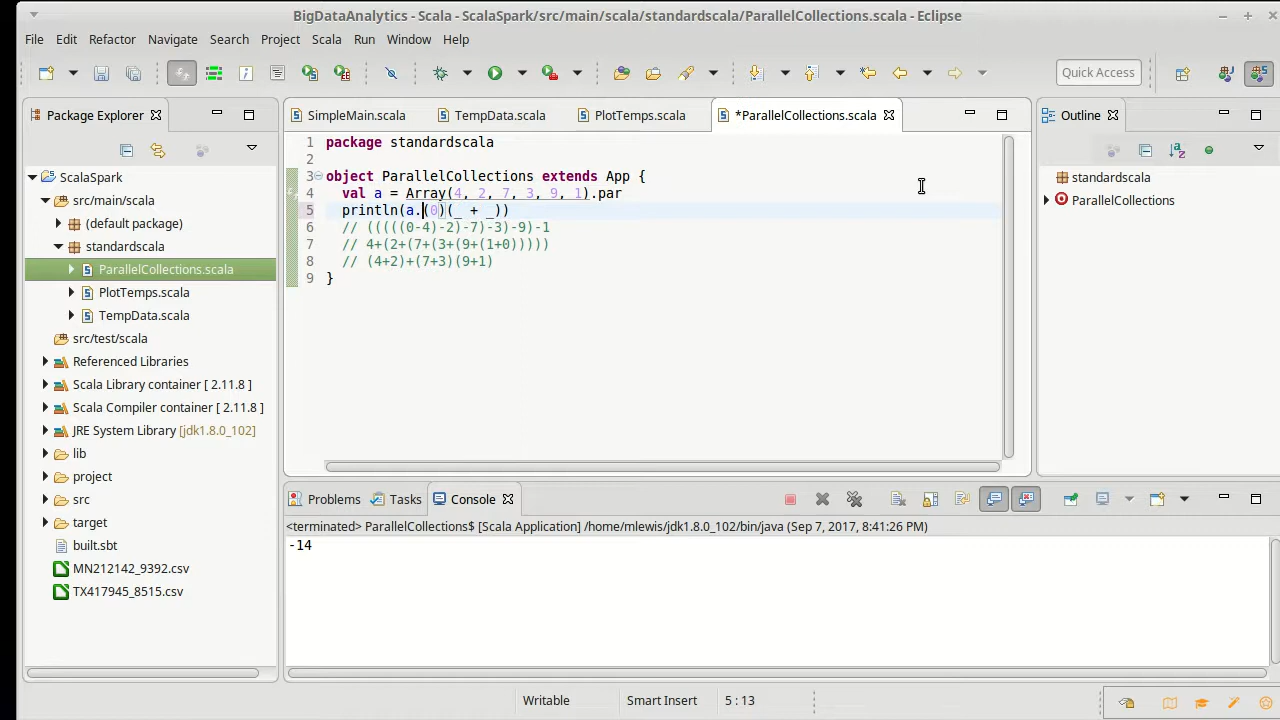 BigDataAnalytics - Scala - ScalaSpark/src/main/scala/standardscala/ParallelCollections.scala - Eclipse
File Edit Refactor Navigate Search Project Scala Run Window Help
Quick Access
Package Explorer
ScalaSpark
src/main/scala
(default package)
standardscala
ParallelCollections.scala
PlotTemps.scala
TempData.scala
src/test/scala
Referenced Libraries
Scala Library container [ 2.11.8 ]
Scala Compiler container [ 2.11.8 ]
JRE System Library [jdk1.8.0_102]
lib
project
src
target
built.sbt
MN212142_9392.csv
TX417945_8515.csv
SimpleMain.scala TempData.scala PlotTemps.scala *ParallelCollections.scala
1 package standardscala
2
3 object ParallelCollections extends App {
4 val a = Array(4, 2, 7, 3, 9, 1).par
5 println(a.(0)(_ + _))
6 // (((((0-4)-2)-7)-3)-9)-1
7 // 4+(2+(7+(3+(9+(1+0)))))
8 // (4+2)+(7+3)(9+1)
9 }
Outline
standardscala
ParallelCollections
Problems Tasks Console
<terminated> ParallelCollections$ [Scala Application] /home/mlewis/jdk1.8.0_102/bin/java (Sep 7, 2017, 8:41:26 PM)
-14
Writable Smart Insert 5 : 13